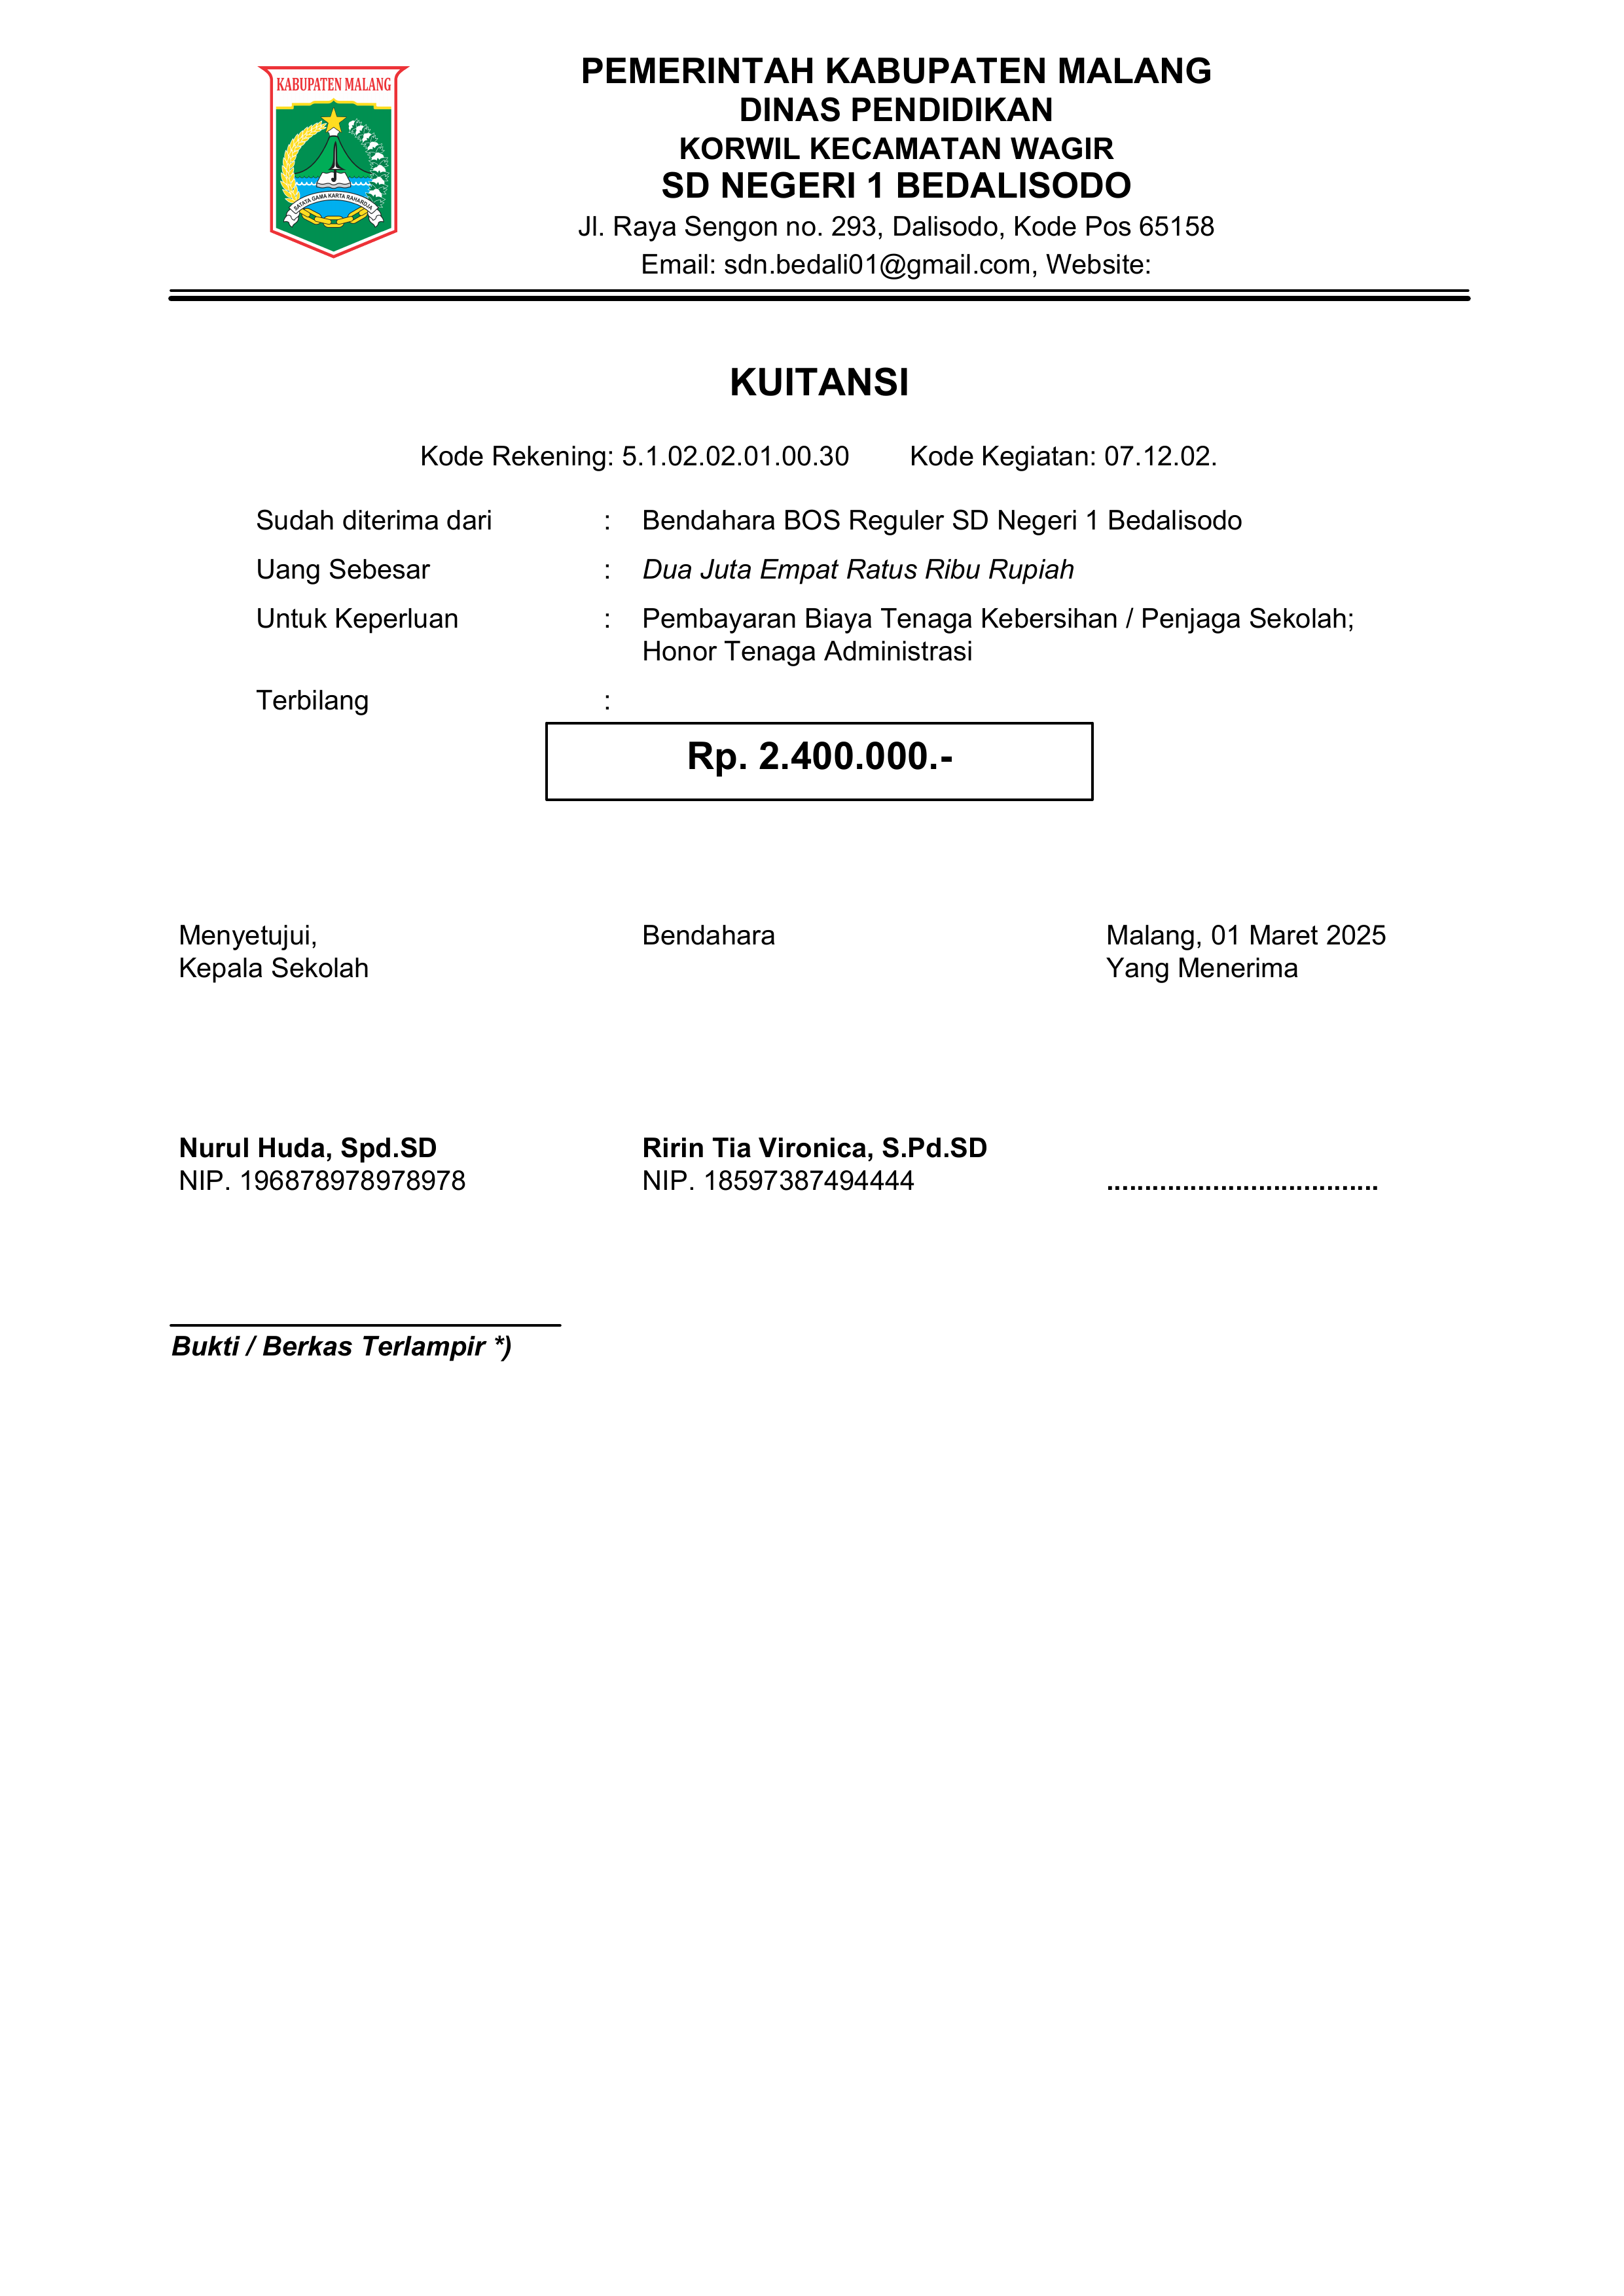 KABUPATEN MALANG
SATATA GAMA KARTA RAHARDJA
PEMERINTAH KABUPATEN MALANG
DINAS PENDIDIKAN
KORWIL KECAMATAN WAGIR
SD NEGERI 1 BEDALISODO
Jl. Raya Sengon no. 293, Dalisodo, Kode Pos 65158
Email: sdn.bedali01@gmail.com, Website:
KUITANSI
Kode Rekening: 5.1.02.02.01.00.30 Kode Kegiatan: 07.12.02.
Sudah diterima dari : Bendahara BOS Reguler SD Negeri 1 Bedalisodo
Uang Sebesar : Dua Juta Empat Ratus Ribu Rupiah
Untuk Keperluan : Pembayaran Biaya Tenaga Kebersihan / Penjaga Sekolah;
Honor Tenaga Administrasi
Terbilang :
Rp. 2.400.000.-
Menyetujui, Bendahara Malang, 01 Maret 2025
Kepala Sekolah Yang Menerima
Nurul Huda, Spd.SD Ririn Tia Vironica, S.Pd.SD
NIP. 196878978978978 NIP. 18597387494444 ....................................
Bukti / Berkas Terlampir *)